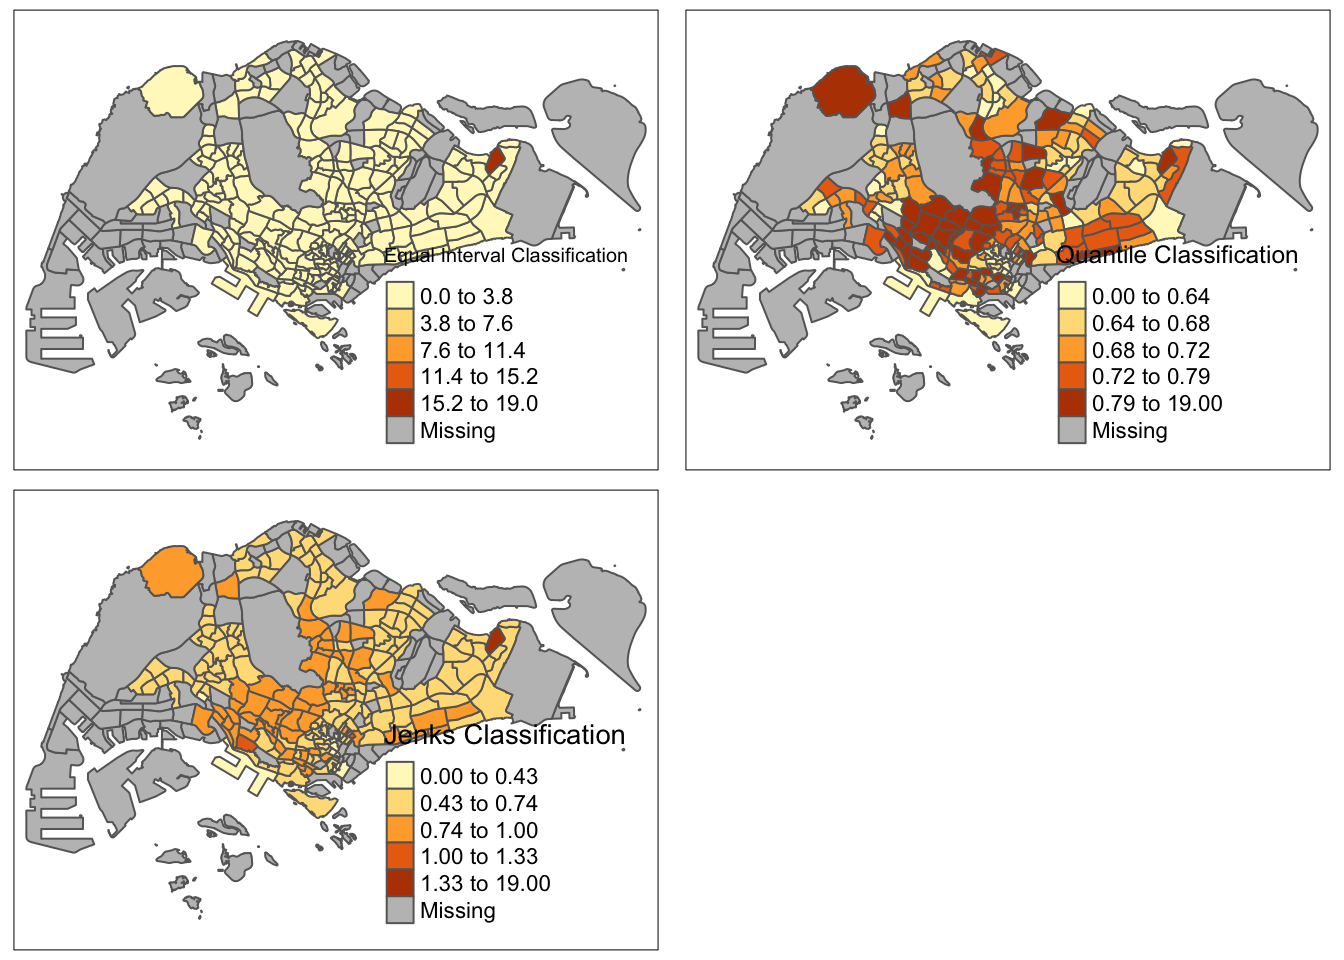 Equal Interval Classification
0.0 to 3.8
3.8 to 7.6
7.6 to 11.4
11.4 to 15.2
15.2 to 19.0
Missing
Quantile Classification
0.00 to 0.64
0.64 to 0.68
0.68 to 0.72
0.72 to 0.79
0.79 to 19.00
Missing
Jenks Classification
0.00 to 0.43
0.43 to 0.74
0.74 to 1.00
1.00 to 1.33
1.33 to 19.00
Missing